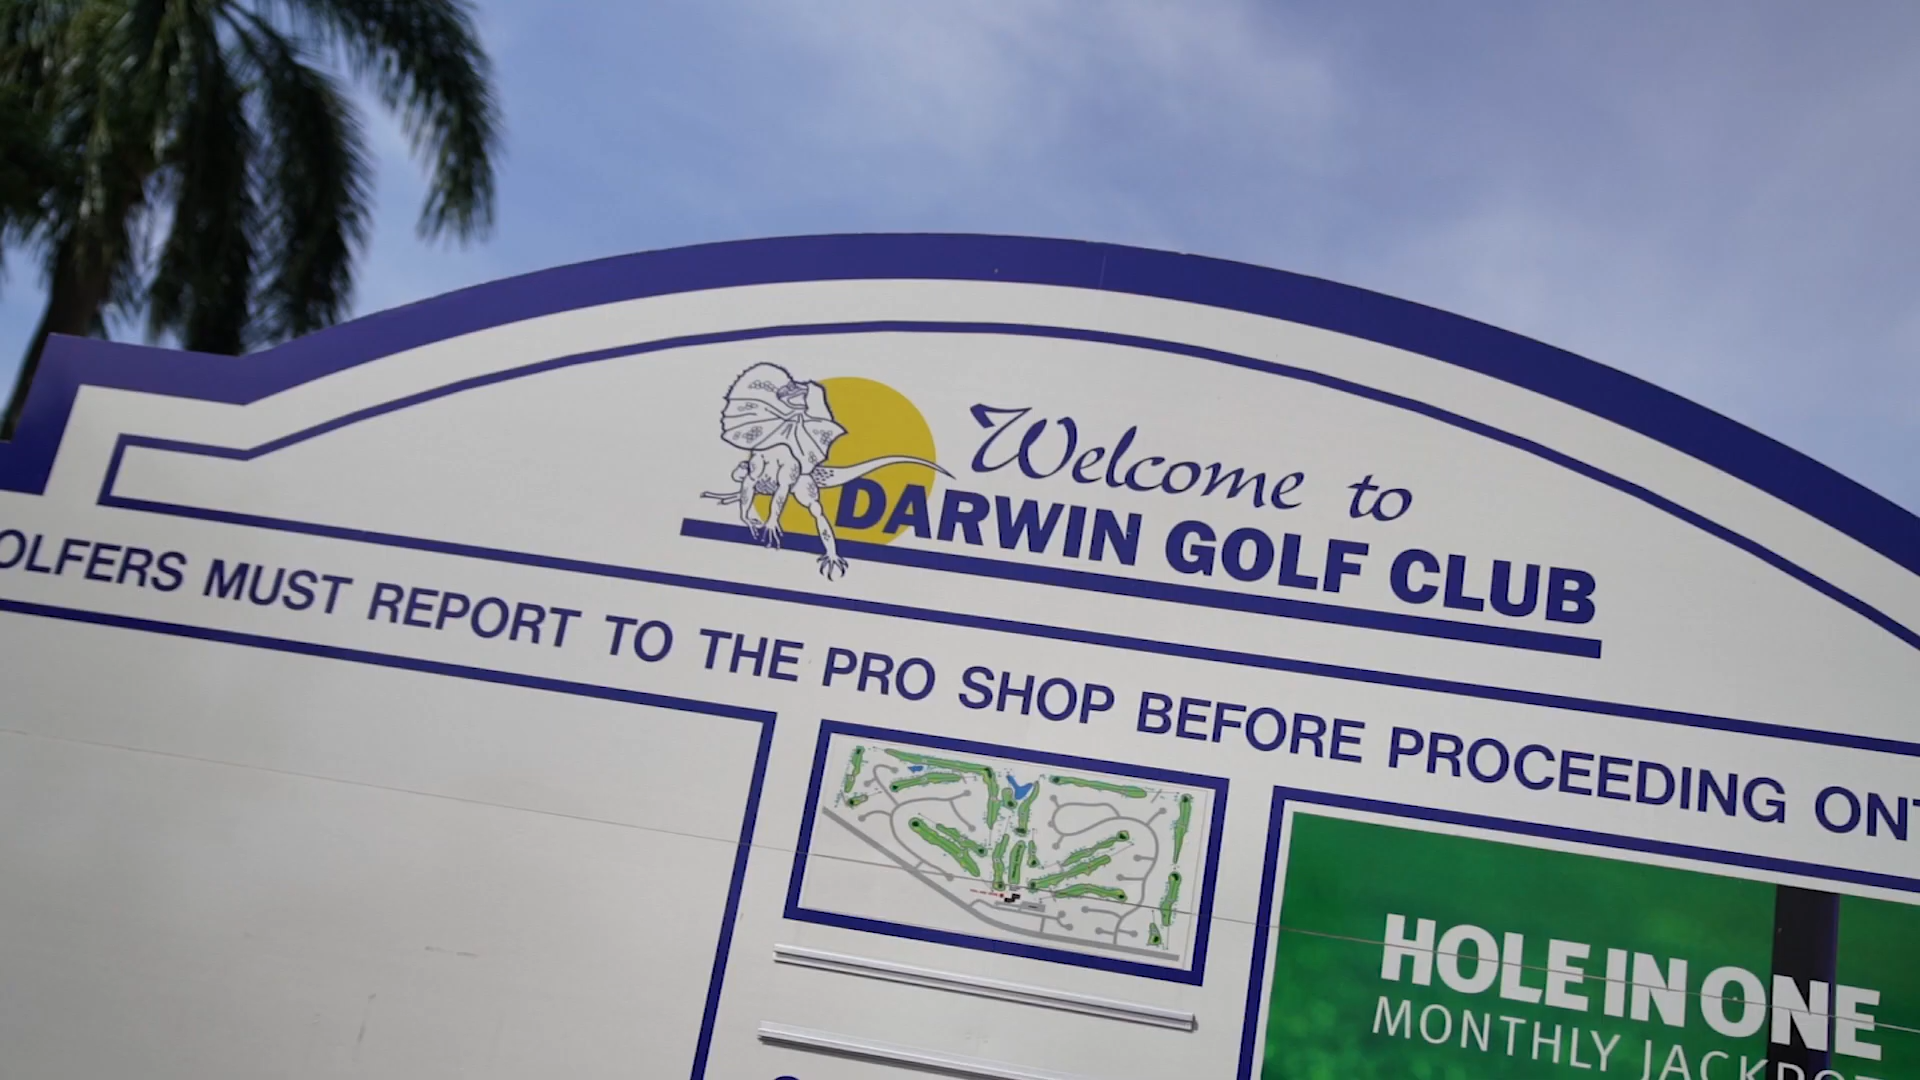 Welcome to
DARWIN GOLF CLUB
OLFERS MUST REPORT TO THE PRO SHOP BEFORE PROCEEDING ONT
HOLE IN ONE
MONTHLY JACKPOT